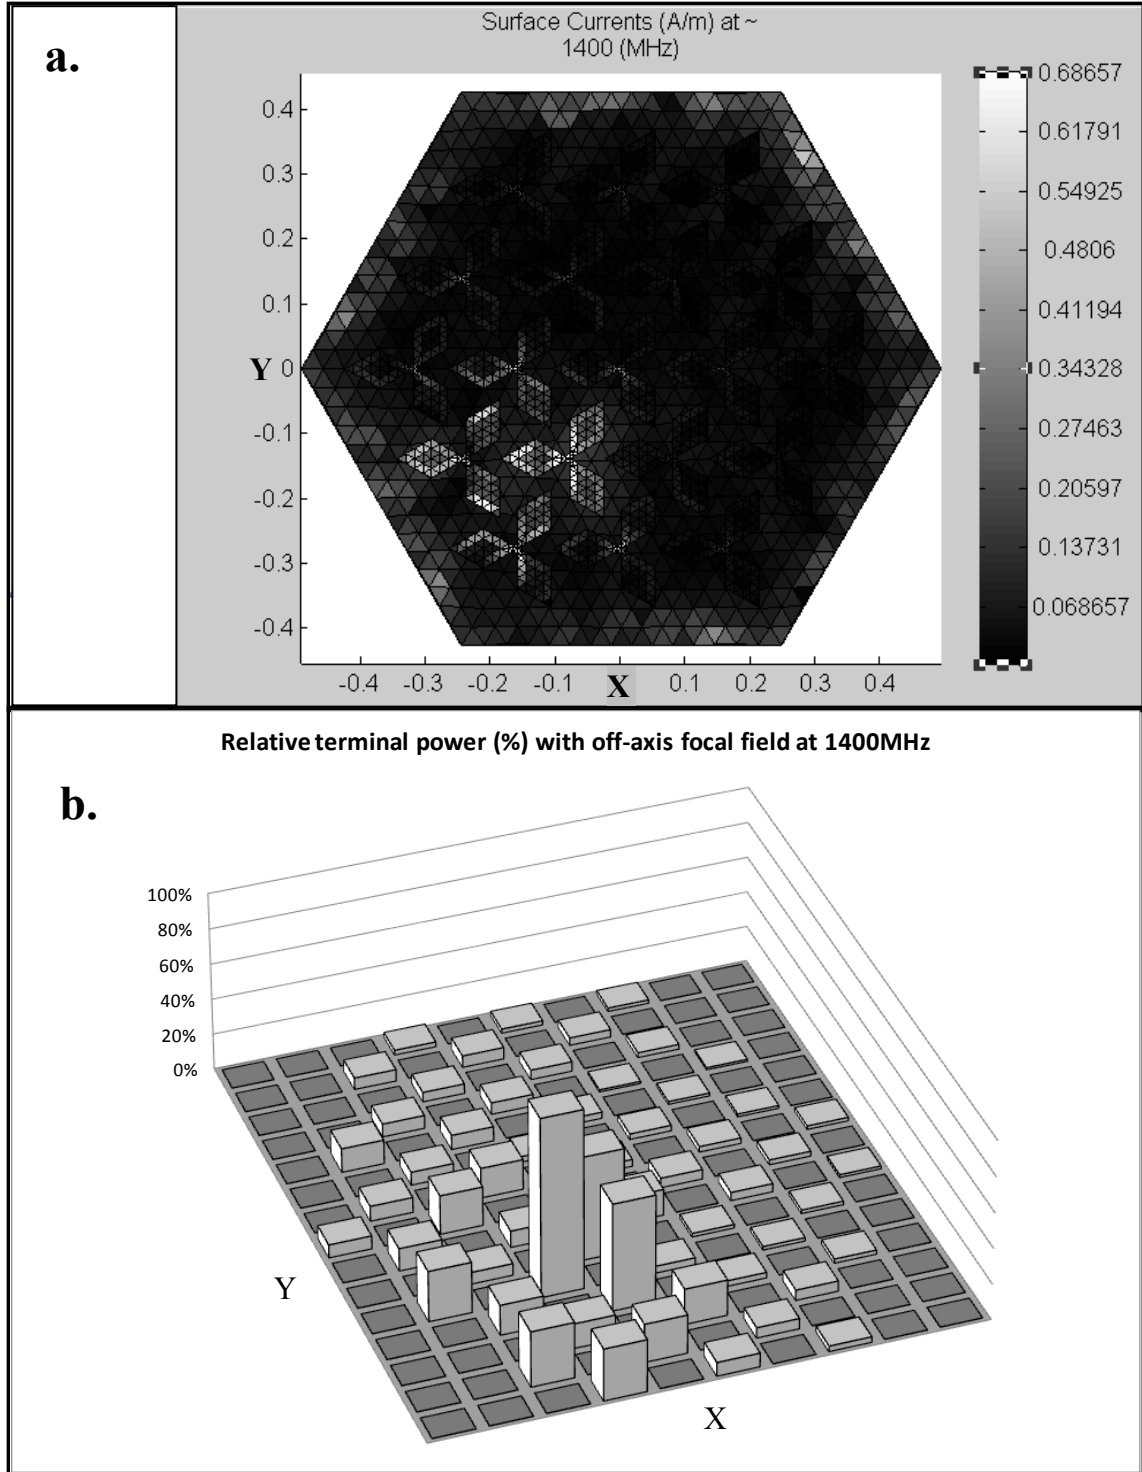 a.
Surface Currents (A/m) at ~
1400 (MHz)
0.4
0.3
0.2
0.1
Y 0
-0.1
-0.2
-0.3
-0.4
-0.4 -0.3 -0.2 -0.1 X 0.1 0.2 0.3 0.4
0.68657
0.61791
0.54925
0.4806
0.41194
0.34328
0.27463
0.20597
0.13731
0.068657
Relative terminal power (%) with off-axis focal field at 1400MHz
b.
100%
80%
60%
40%
20%
0%
Y
X